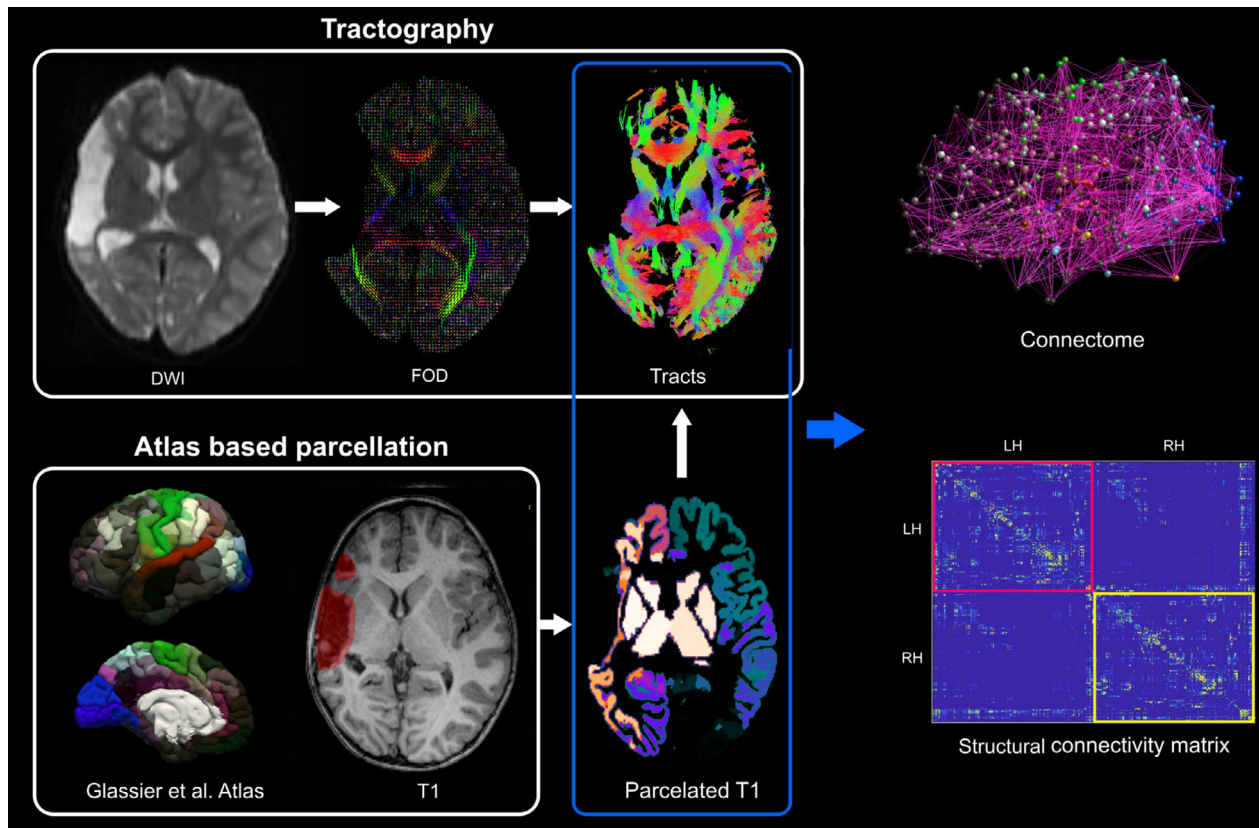 Tractography
DWI
FOD
Tracts
Connectome
Atlas based parcellation
Glassier et al. Atlas
T1
Parcelated T1
LH
RH
LH
RH
Structural connectivity matrix